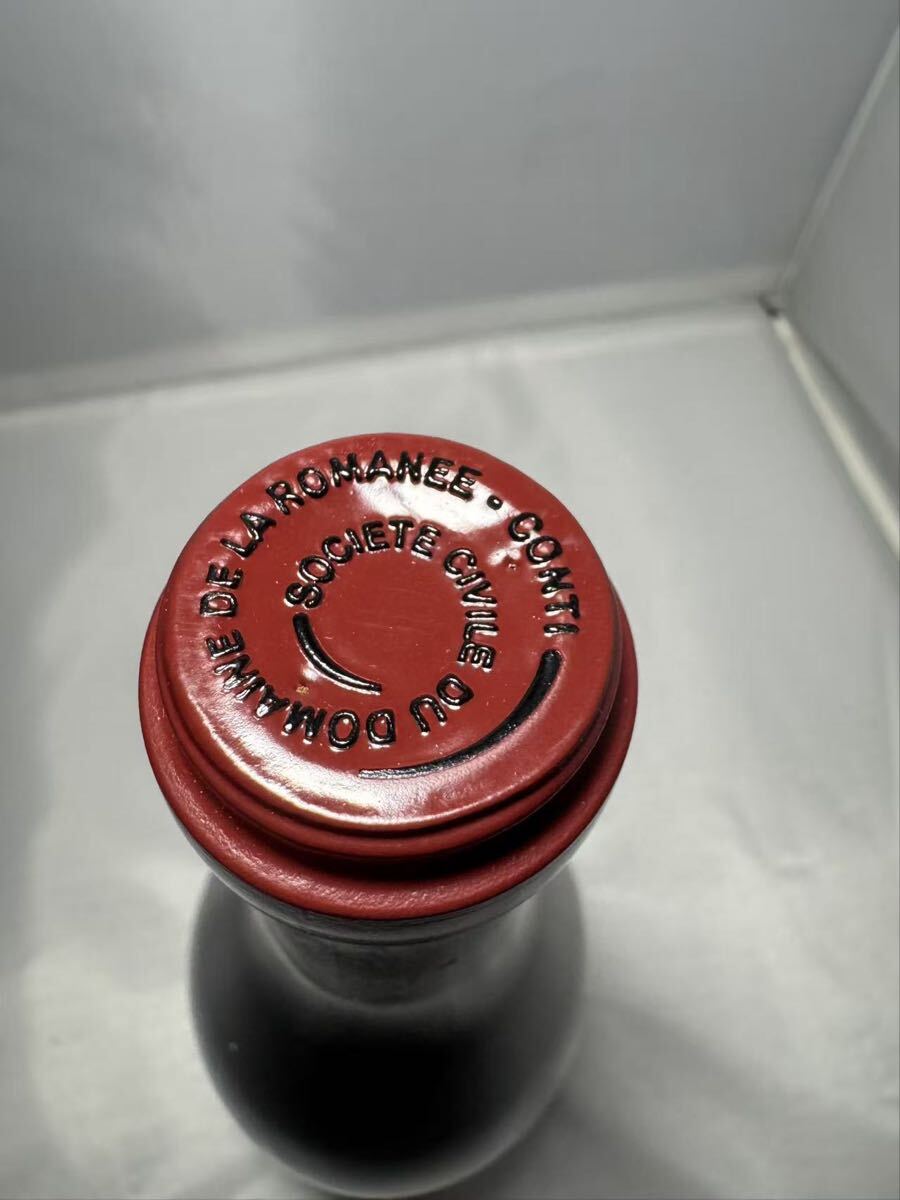 SOCIETE CIVILE DU DOMAINE DE LA ROMANEE • CONTI